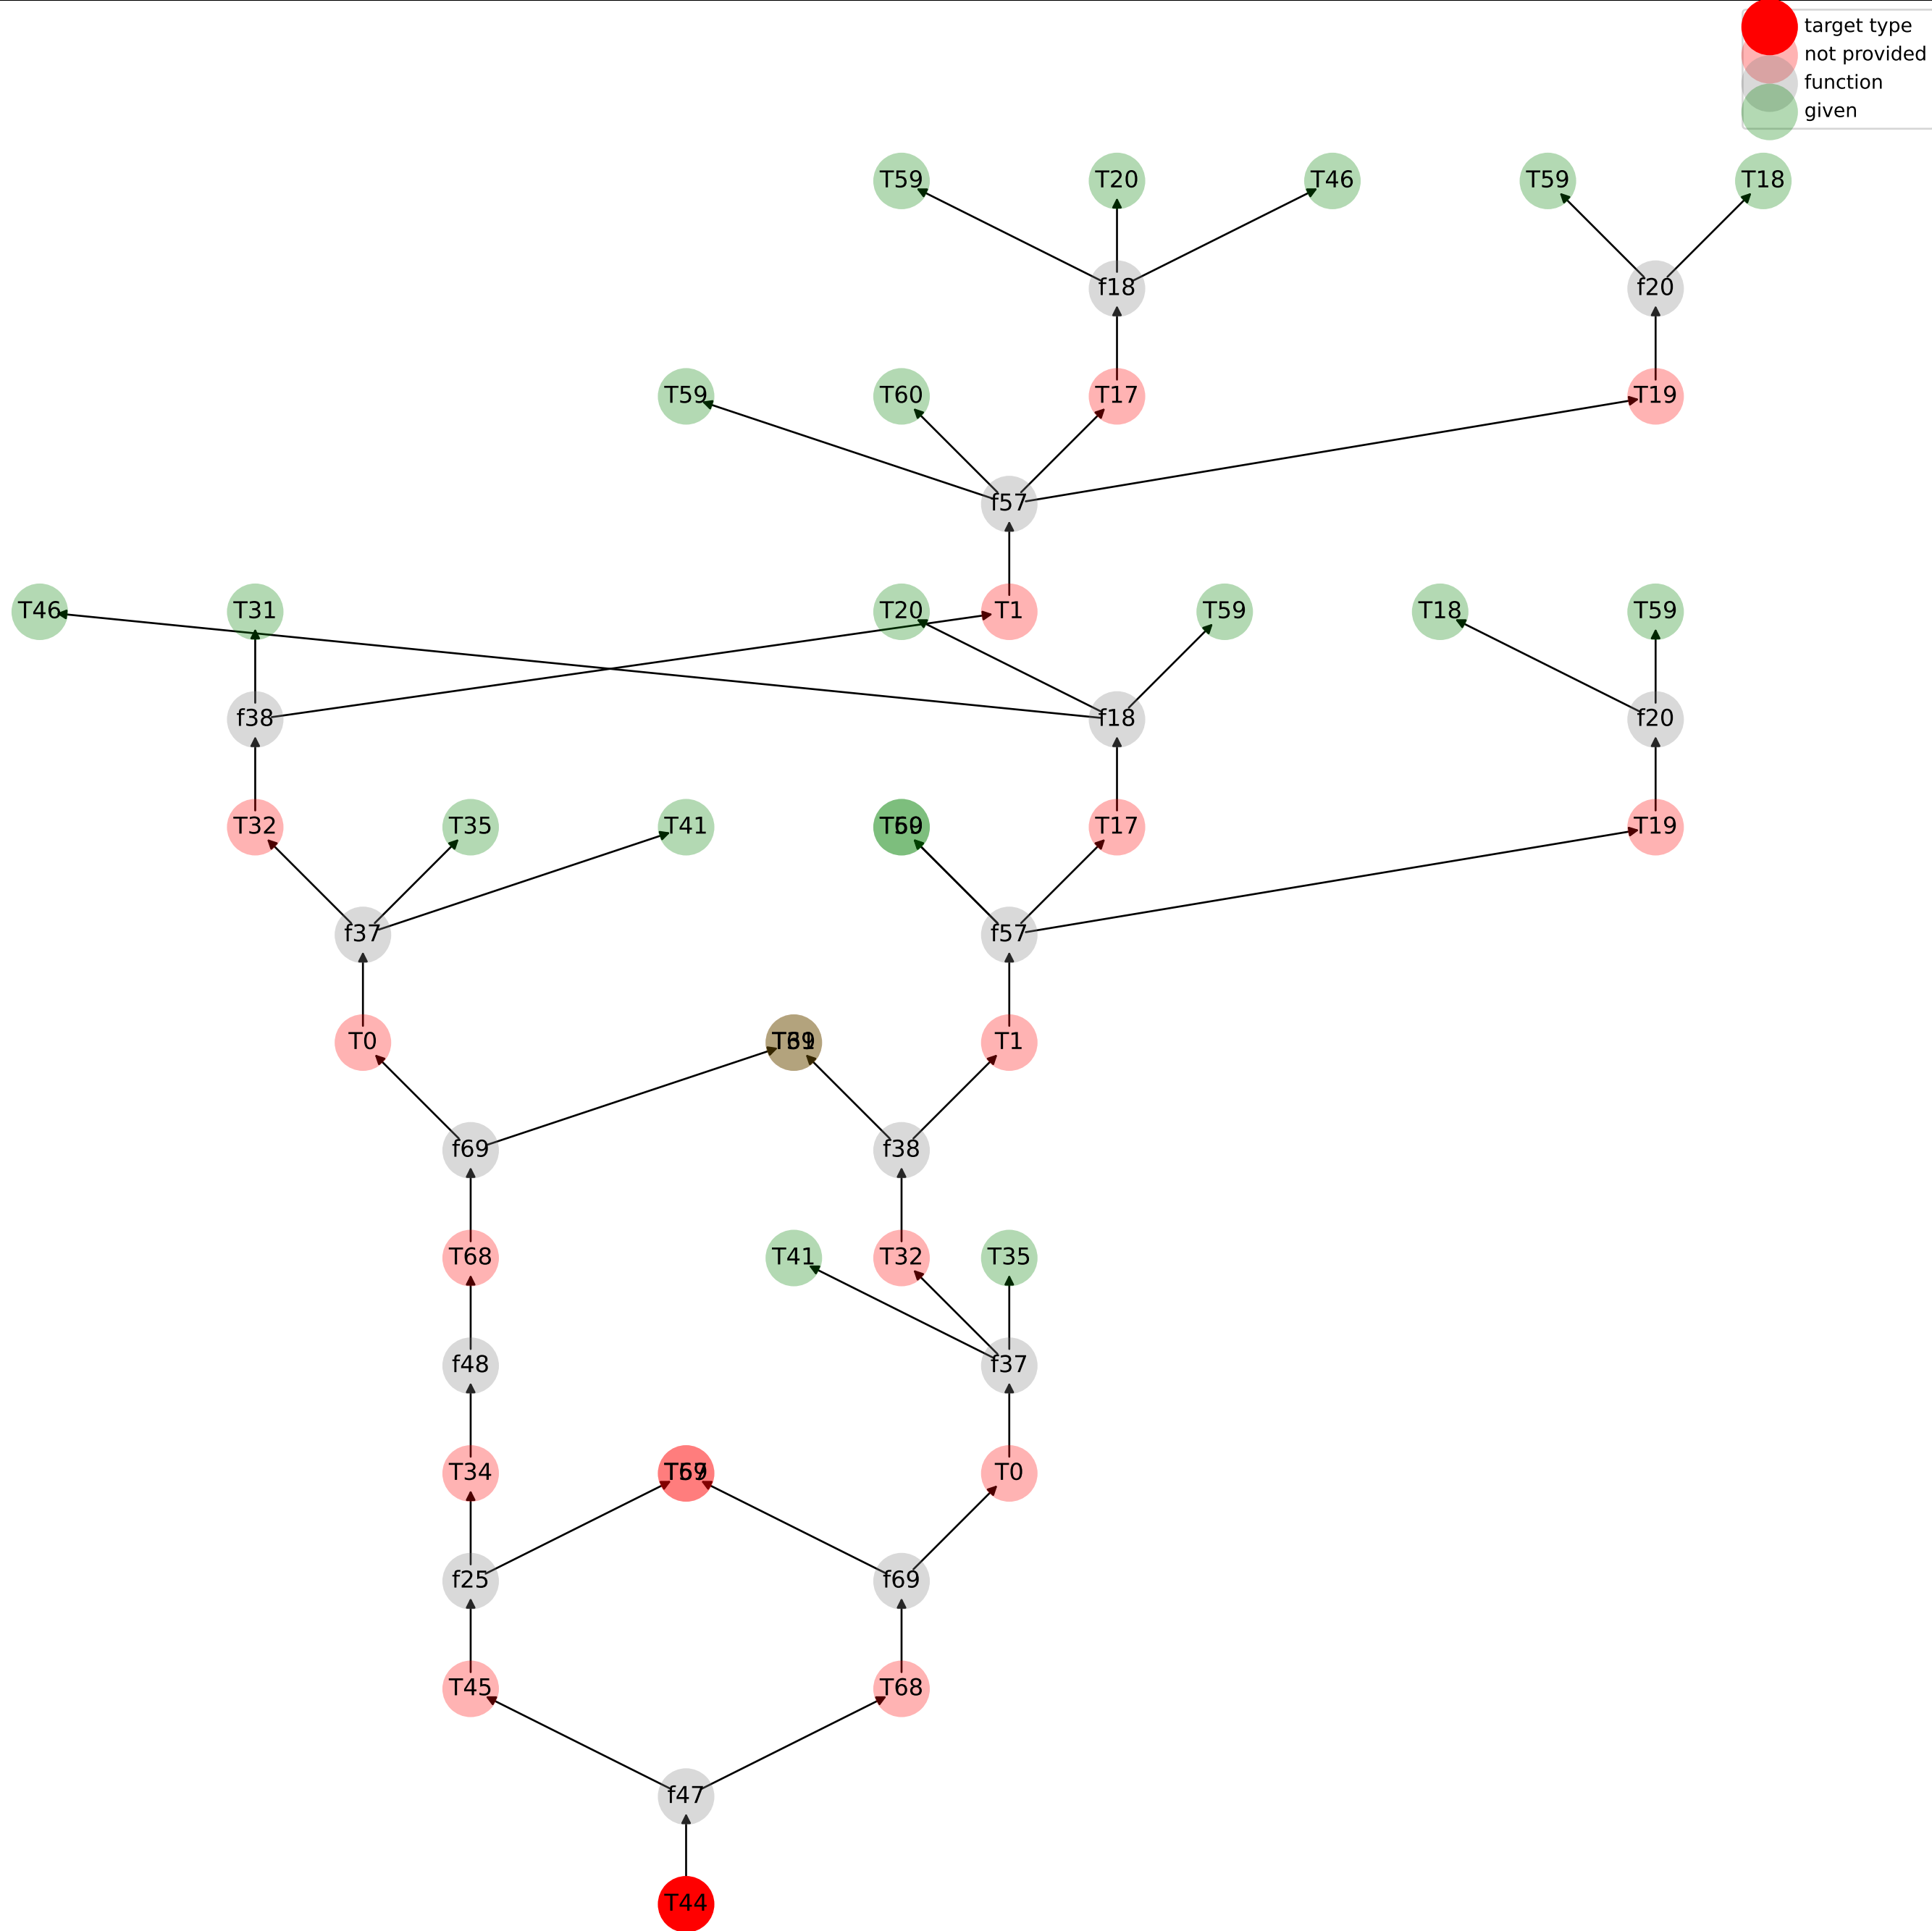 target type
not provided
function
given
T59 T20 T46 T59 T18
f18 f20
T59 T60 T17 T19
f57
T46 T31 T20 T1 T59 T18 T59
f38 f18 f20
T32 T35 T41 T17 T19
f37 f57
T0 T1
f69 f38
T68 T41 T32 T35
f48 f37
T34 T0
f25 f69
T45 T68
f47
T44